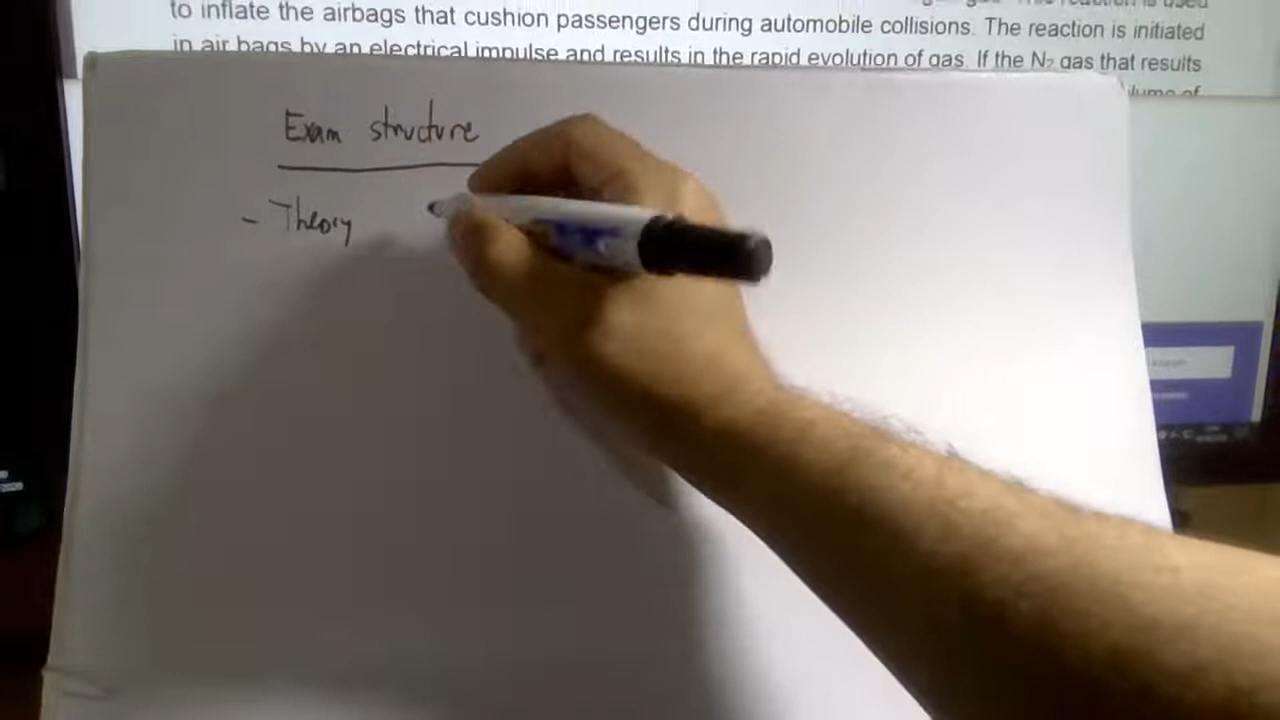 to inflate the airbags that cushion passengers during automobile collisions. The reaction is initiated
in air bags by an electrical impulse and results in the rapid evolution of gas. If the N₂ gas that results
Exam structure
- Theory